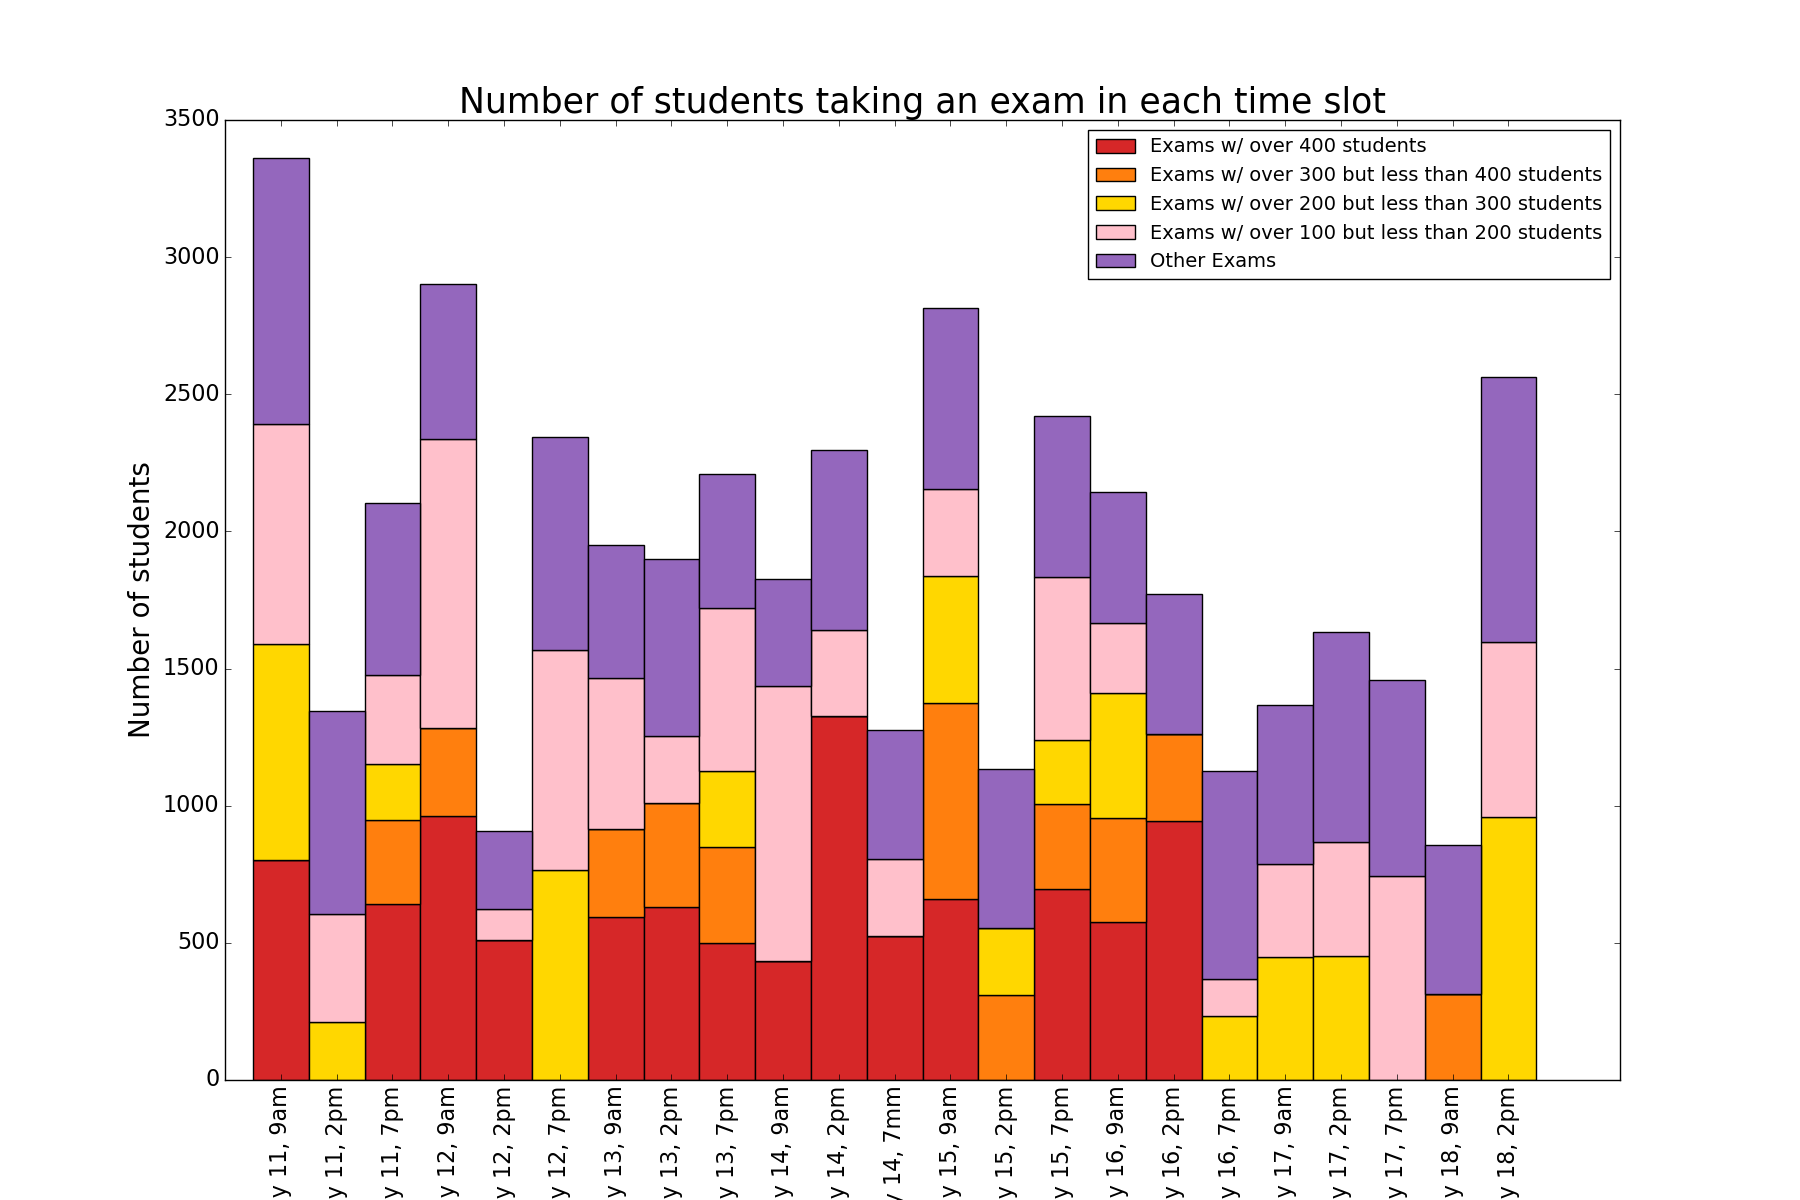 Number of students taking an exam in each time slot
Exams w/ over 400 students
Exams w/ over 300 but less than 400 students
Exams w/ over 200 but less than 300 students
Exams w/ over 100 but less than 200 students
Other Exams
Number of students
3500
3000
2500
2000
1500
1000
500
0
y 11, 9am
y 11, 2pm
y 11, 7pm
y 12, 9am
y 12, 2pm
y 12, 7pm
y 13, 9am
y 13, 2pm
y 13, 7pm
y 14, 9am
y 14, 2pm
y 14, 7mm
y 15, 9am
y 15, 2pm
y 15, 7pm
y 16, 9am
y 16, 2pm
y 16, 7pm
y 17, 9am
y 17, 2pm
y 17, 7pm
y 18, 9am
y 18, 2pm